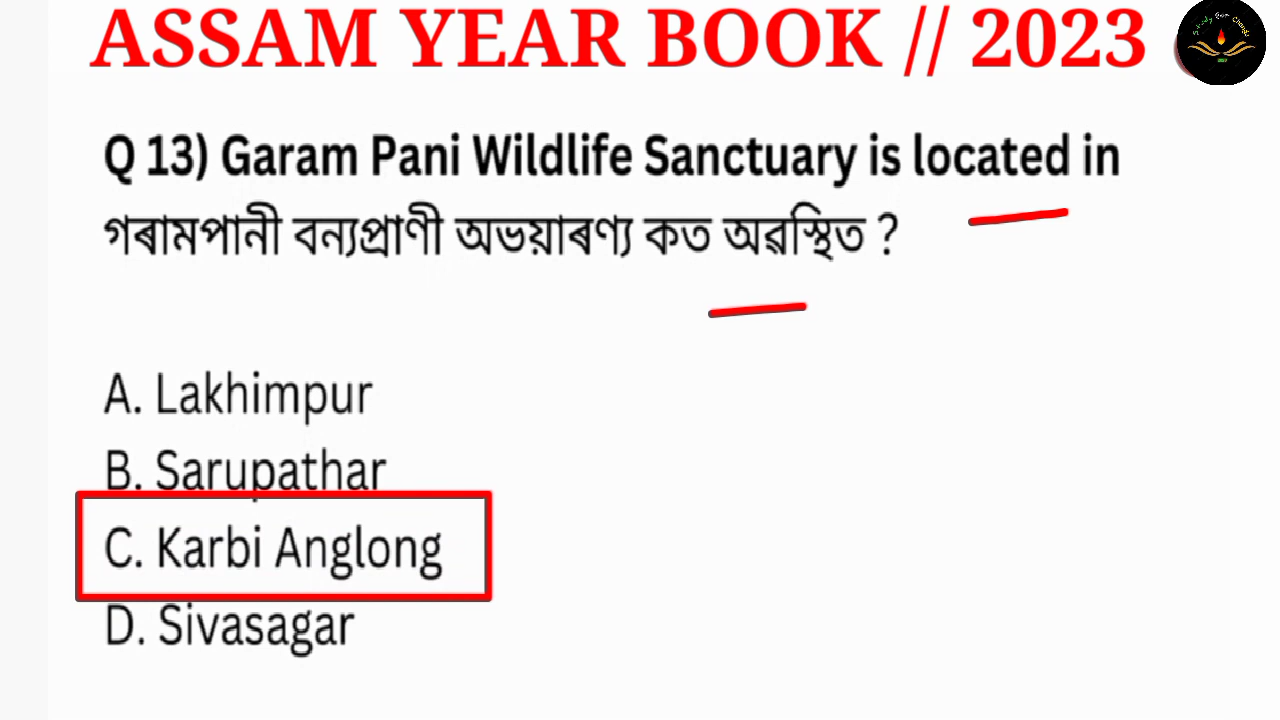 ASSAM YEAR BOOK // 2023
Q 13) Garam Pani Wildlife Sanctuary is located in
গৰামপানী বন্যপ্ৰাণী অভয়াৰণ্য কত অৱস্থিত ?
A. Lakhimpur
B. Sarupathar
C. Karbi Anglong
D. Sivasagar